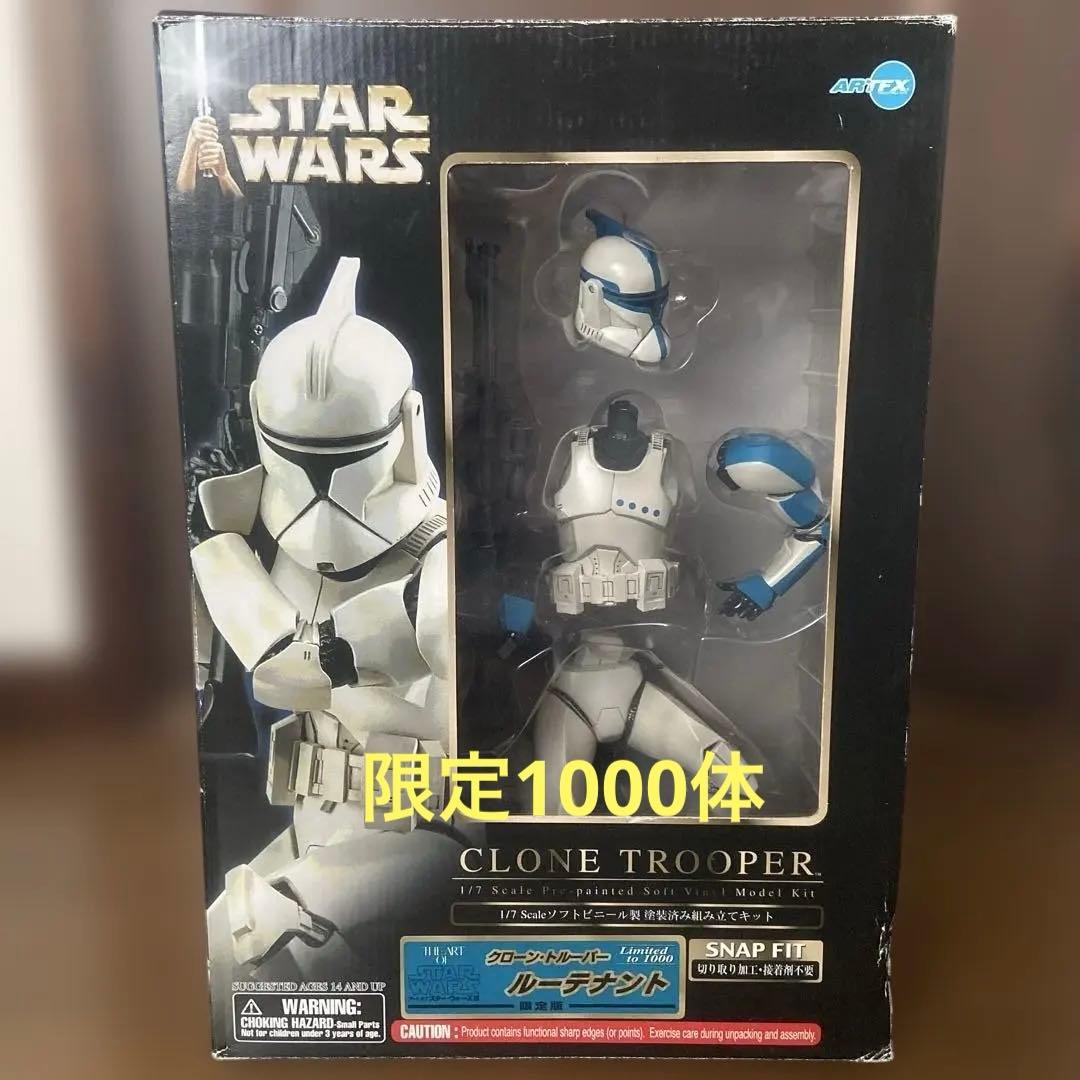 STAR
WARS
ARTFX
限定1000体
CLONE TROOPER™
1/7 Scale Pre-painted Soft Vinyl Model Kit
1/7 Scaleソフトビニール製 塗装済み組み立てキット
THE ART
OF
STAR
WARS
クローン・トルーパー
Limited
to 1000
ルーテナント
限定版
SNAP FIT
切り取り加工・接着剤不要
SUGGESTED AGES 14 AND UP
WARNING:
CHOKING HAZARD-Small Parts
Not for children under 3 years of age.
CAUTION : Product contains functional sharp edges (or points). Exercise care during unpacking and assembly.